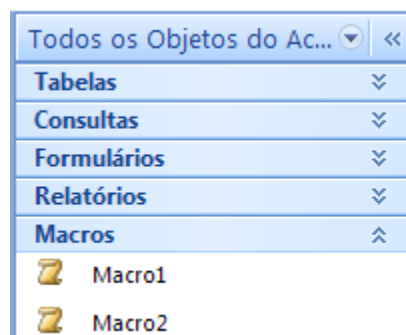 Todos os Objetos do Ac...
Tabelas
Consultas
Formulários
Relatórios
Macros
Macro1
Macro2